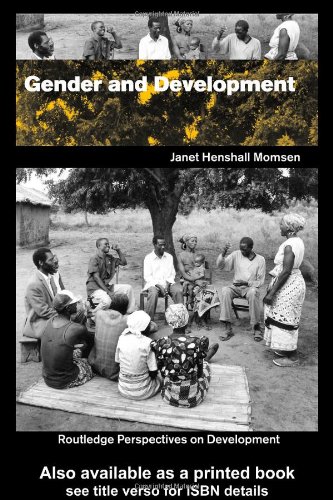 Gender and Development
Janet Henshall Momsen
Routledge Perspectives on Development
Also available as a printed book
see title verso for ISBN details